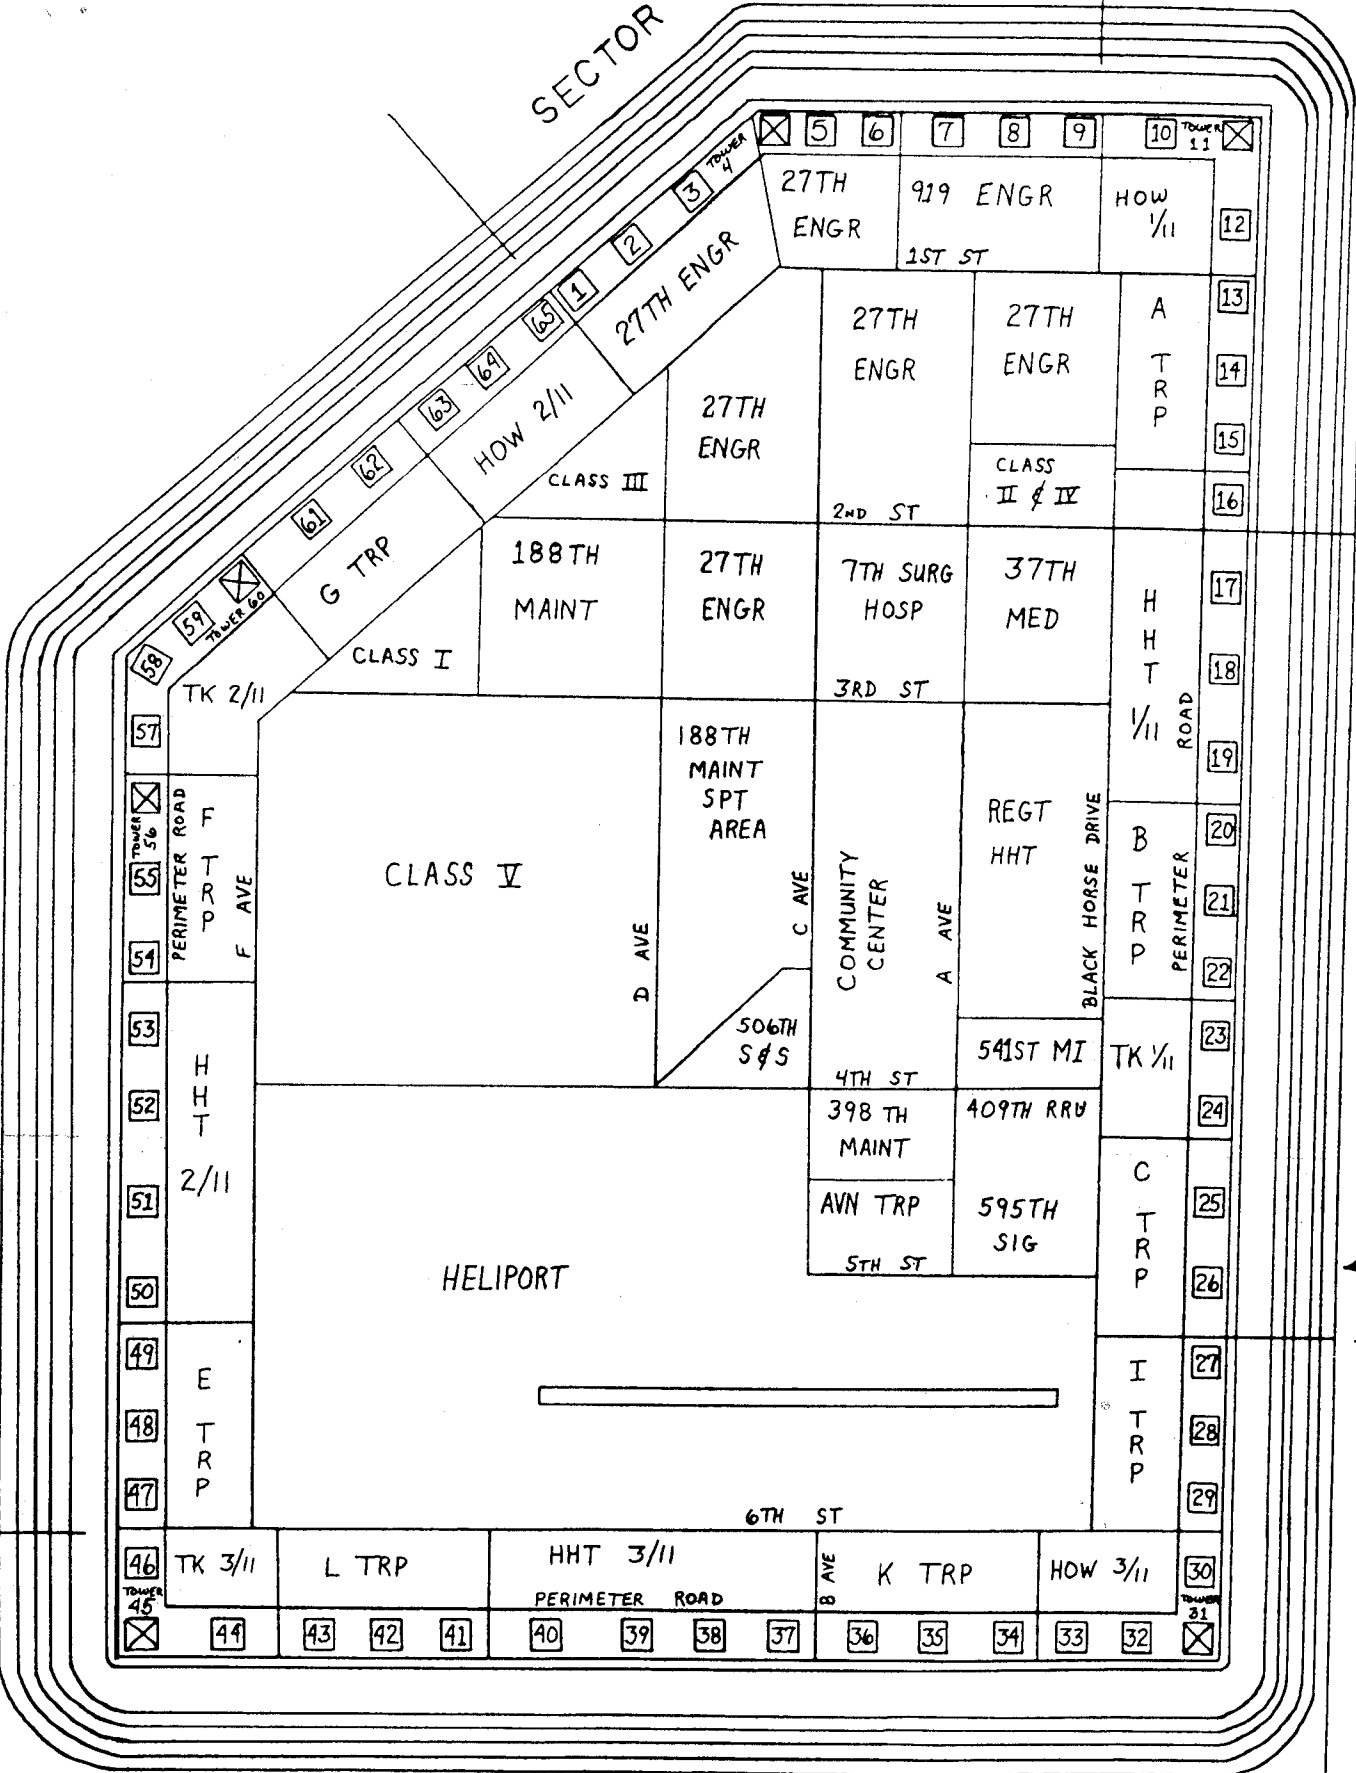 SECTOR
5
6
7
8
9
10
TOWER
11
TOWER
4
3
2
1
65
64
63
62
61
TOWER 60
59
58
57
27TH
ENGR
919 ENGR
1ST ST
HOW
1/11
12
13
14
15
16
27TH ENGR
27TH
ENGR
27TH
ENGR
A
TRP
HOW 2/11
27TH
ENGR
CLASS III
CLASS
II & IV
2ND ST
G TRP
188TH
MAINT
27TH
ENGR
7TH SURG
HOSP
37TH
MED
HHT
1/11
ROAD
17
18
19
CLASS I
3RD ST
TK 2/11
TOWER
56
55
54
PERIMETER ROAD
F
TRP
F AVE
CLASS V
D AVE
188TH
MAINT
SPT
AREA
C AVE
COMMUNITY
CENTER
A AVE
REGT
HHT
BLACK HORSE DRIVE
B
TRP
PERIMETER
20
21
22
506TH
S & S
4TH ST
541ST MI
TK 1/11
23
24
53
52
51
50
HHT
2/11
398 TH
MAINT
409TH RRU
AVN TRP
5TH ST
595TH
SIG
C
TRP
25
26
HELIPORT
49
48
47
E
TRP
I
TRP
27
28
29
6TH ST
46
TOWER
45
TK 3/11
L TRP
HHT 3/11
PERIMETER ROAD
B AVE
K TRP
HOW 3/11
30
TOWER
31
44
43
42
41
40
39
38
37
36
35
34
33
32